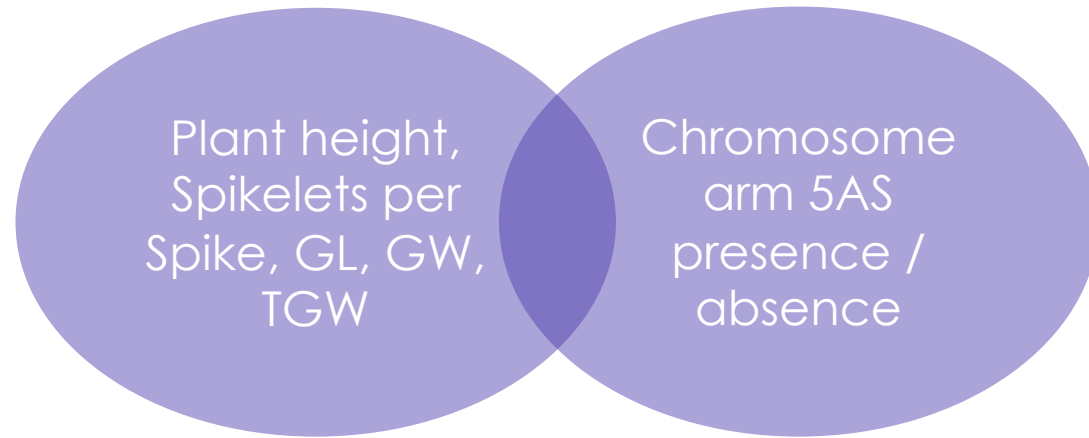 Plant height,
Spikelets per
Spike, GL, GW,
TGW
Chromosome
arm 5AS
presence /
absence